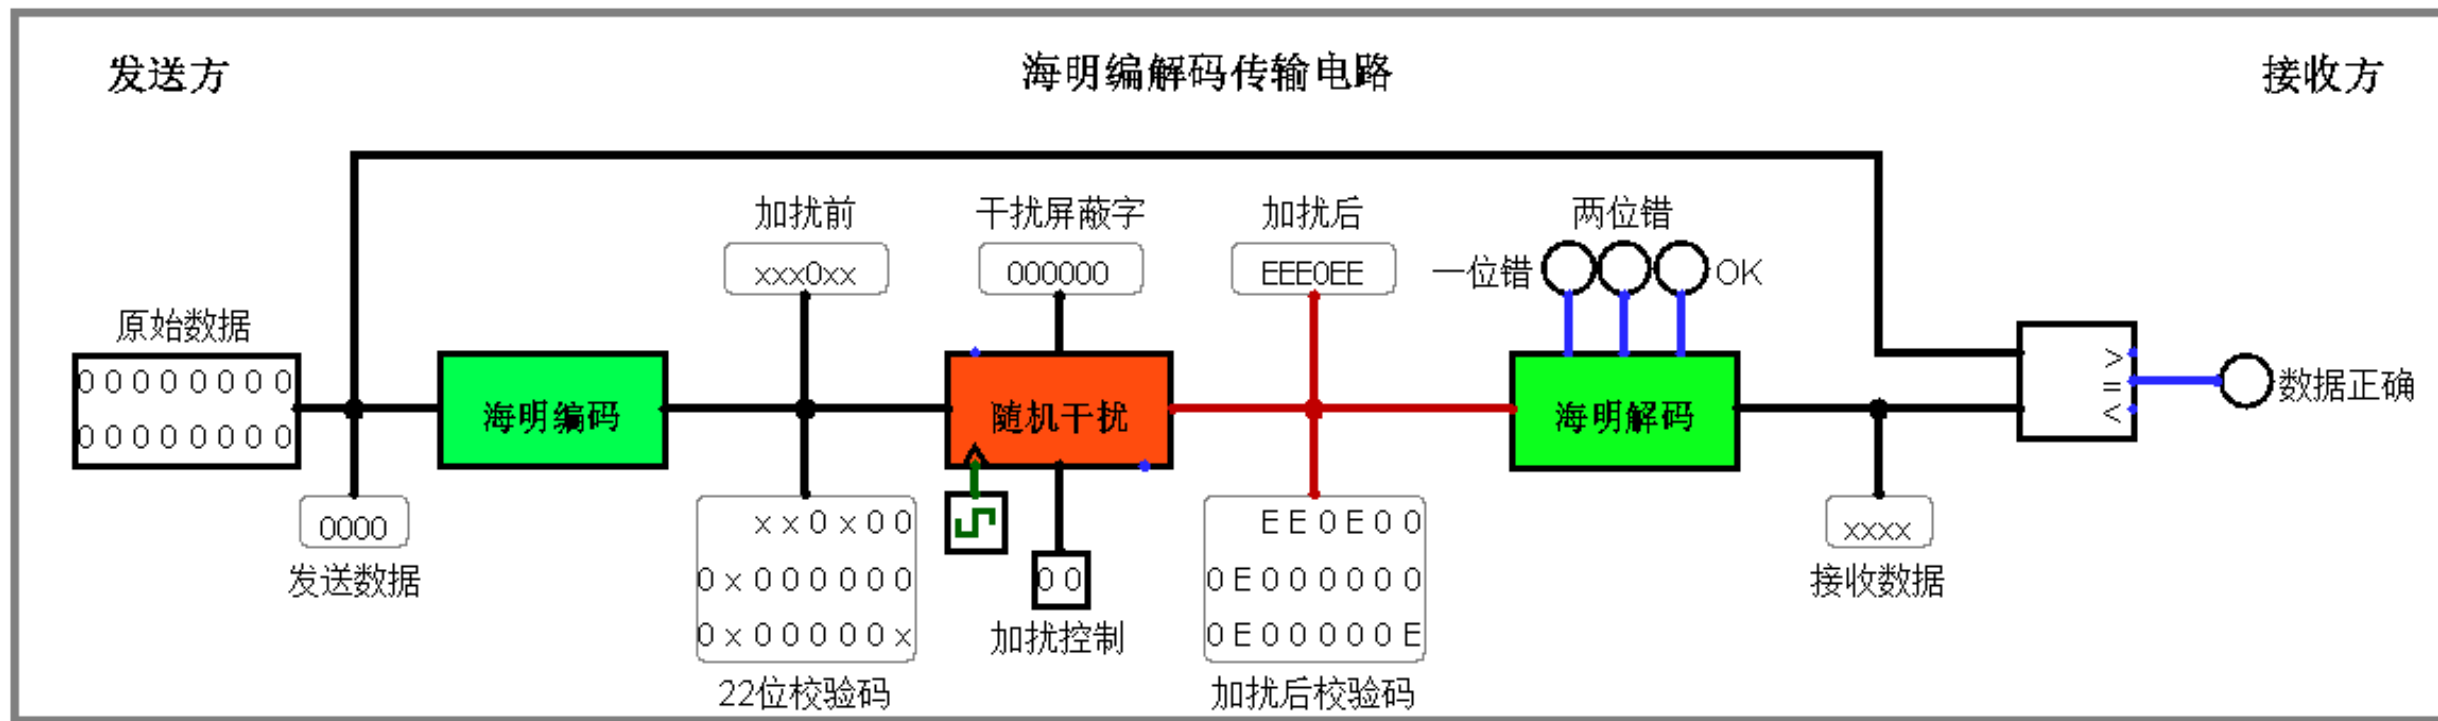 发送方
海明编解码传输电路
接收方
加扰前
干扰屏蔽字
加扰后
两位错
xxx0xx
000000
EEE0EE
一位错
OK
原始数据
0 0 0 0 0 0 0 0
0 0 0 0 0 0 0 0
海明编码
随机干扰
海明解码
>
=
<
数据正确
0000
发送数据
x x 0 x 0 0
0 x 0 0 0 0 0 0
0 x 0 0 0 0 0 x
22位校验码
0 0
加扰控制
E E 0 E 0 0
0 E 0 0 0 0 0 0
0 E 0 0 0 0 0 E
加扰后校验码
xxxx
接收数据